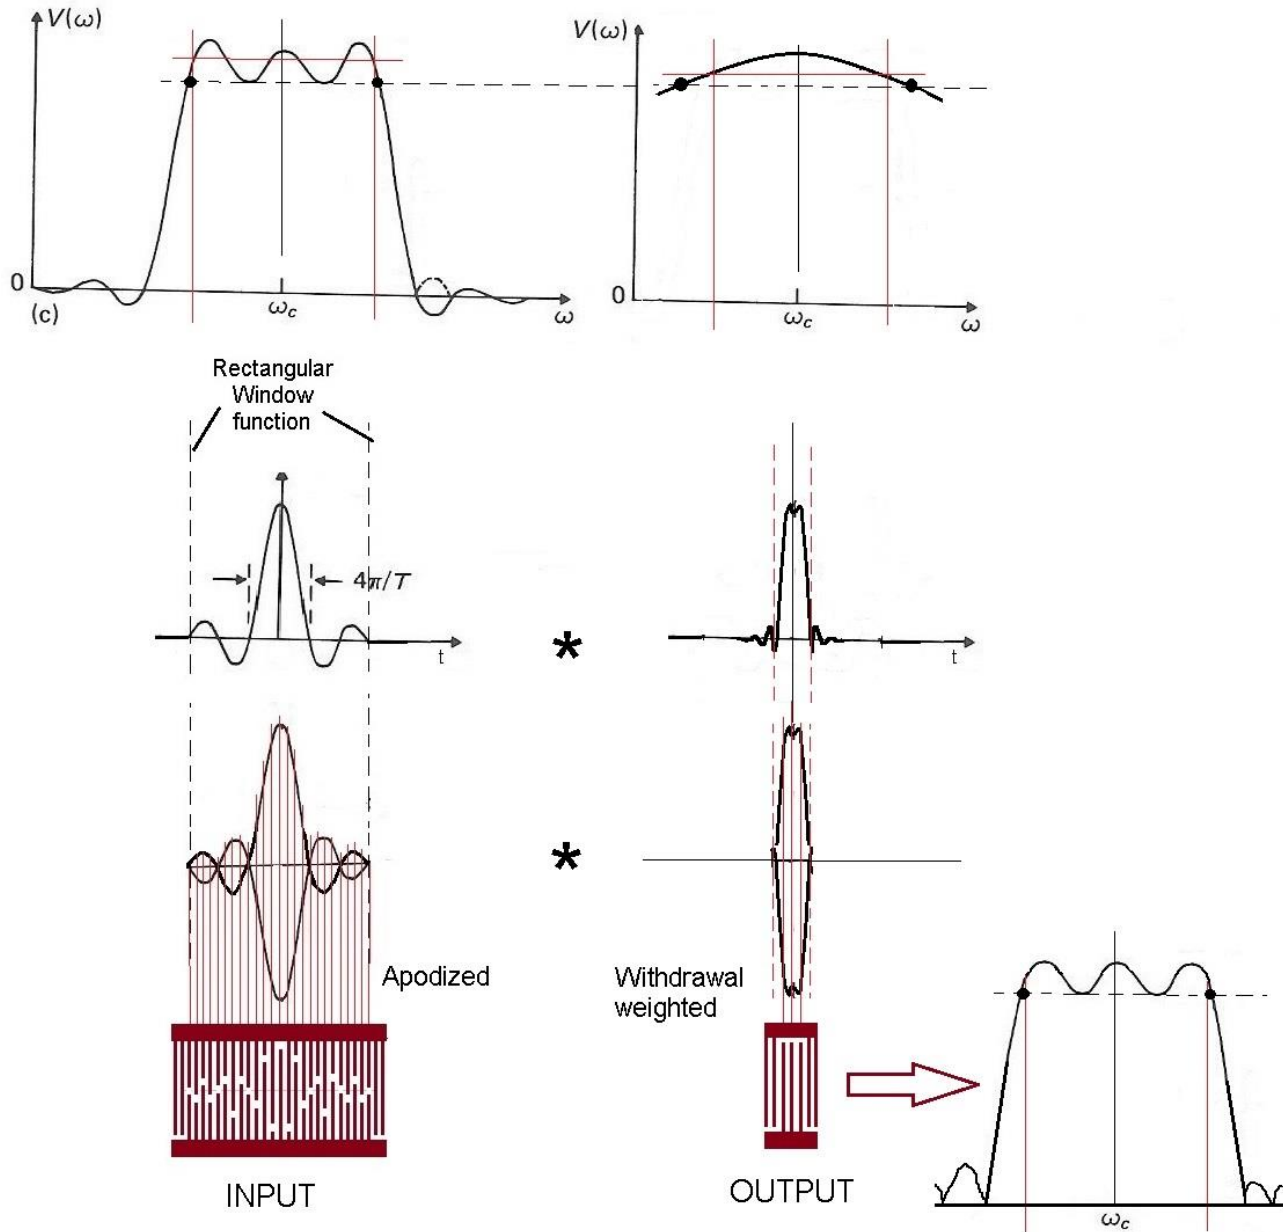 V(ω)
0
(c)
ω_c
ω
V(ω)
0
ω_c
ω
Rectangular
Window
function
4π/T
t
*
t
*
Apodized
Withdrawal
weighted
INPUT
OUTPUT
ω_c